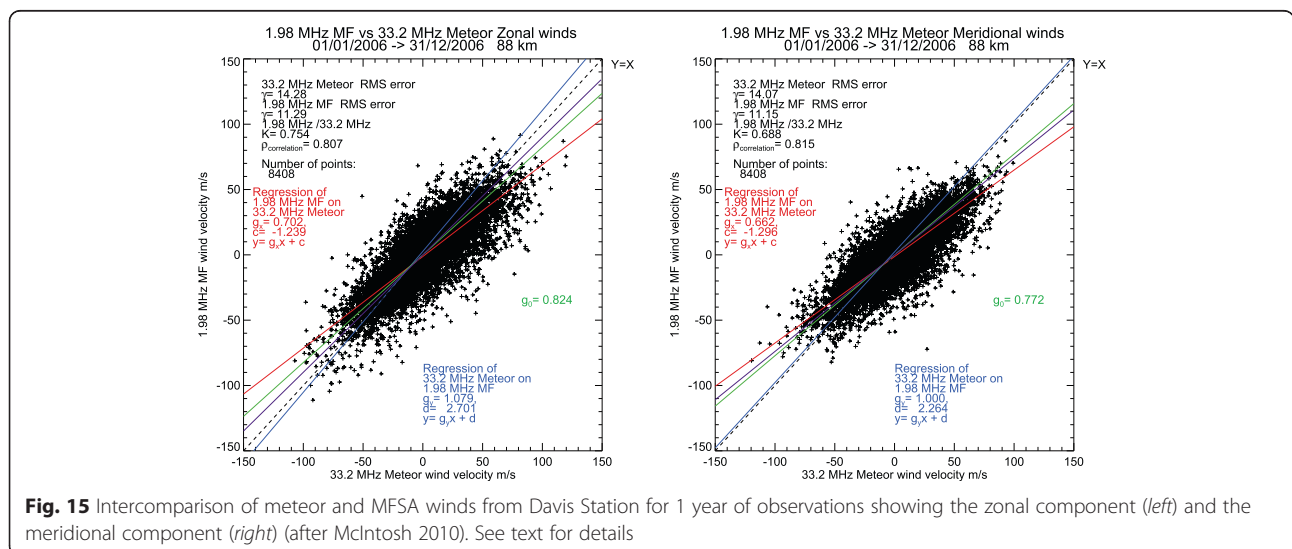 1.98 MHz MF vs 33.2 MHz Meteor Zonal winds
01/01/2006 -> 31/12/2006 88 km
Y=X
150
100
50
0
-50
-100
-150
1.98 MHz MF wind velocity m/s
33.2 MHz Meteor RMS error
γ= 14.28
1.98 MHz MF RMS error
γ= 11.29
1.98 MHz /33.2 MHz
K= 0.754
ρcorrelation= 0.807
Number of points:
8408
Regression of
1.98 MHz MF on
33.2 MHz Meteor
gx= 0.702,
c= -1.239
y= gxx + c
g0= 0.824
Regression of
33.2 MHz Meteor on
1.98 MHz MF
gy= 1.079,
d= 2.701
y= gyx + d
-150 -100 -50 0 50 100 150
33.2 MHz Meteor wind velocity m/s
1.98 MHz MF vs 33.2 MHz Meteor Meridional winds
01/01/2006 -> 31/12/2006 88 km
Y=X
150
100
50
0
-50
-100
-150
1.98 MHz MF wind velocity m/s
33.2 MHz Meteor RMS error
γ= 14.07
1.98 MHz MF RMS error
γ= 11.15
1.98 MHz /33.2 MHz
K= 0.688
ρcorrelation= 0.815
Number of points:
8408
Regression of
1.98 MHz MF on
33.2 MHz Meteor
gx= 0.662,
c= -1.296
y= gxx + c
g0= 0.772
Regression of
33.2 MHz Meteor on
1.98 MHz MF
gy= 1.000,
d= 2.264
y= gyx + d
-150 -100 -50 0 50 100 150
33.2 MHz Meteor wind velocity m/s
Fig. 15 Intercomparison of meteor and MFSA winds from Davis Station for 1 year of observations showing the zonal component (left) and the
meridional component (right) (after McIntosh 2010). See text for details